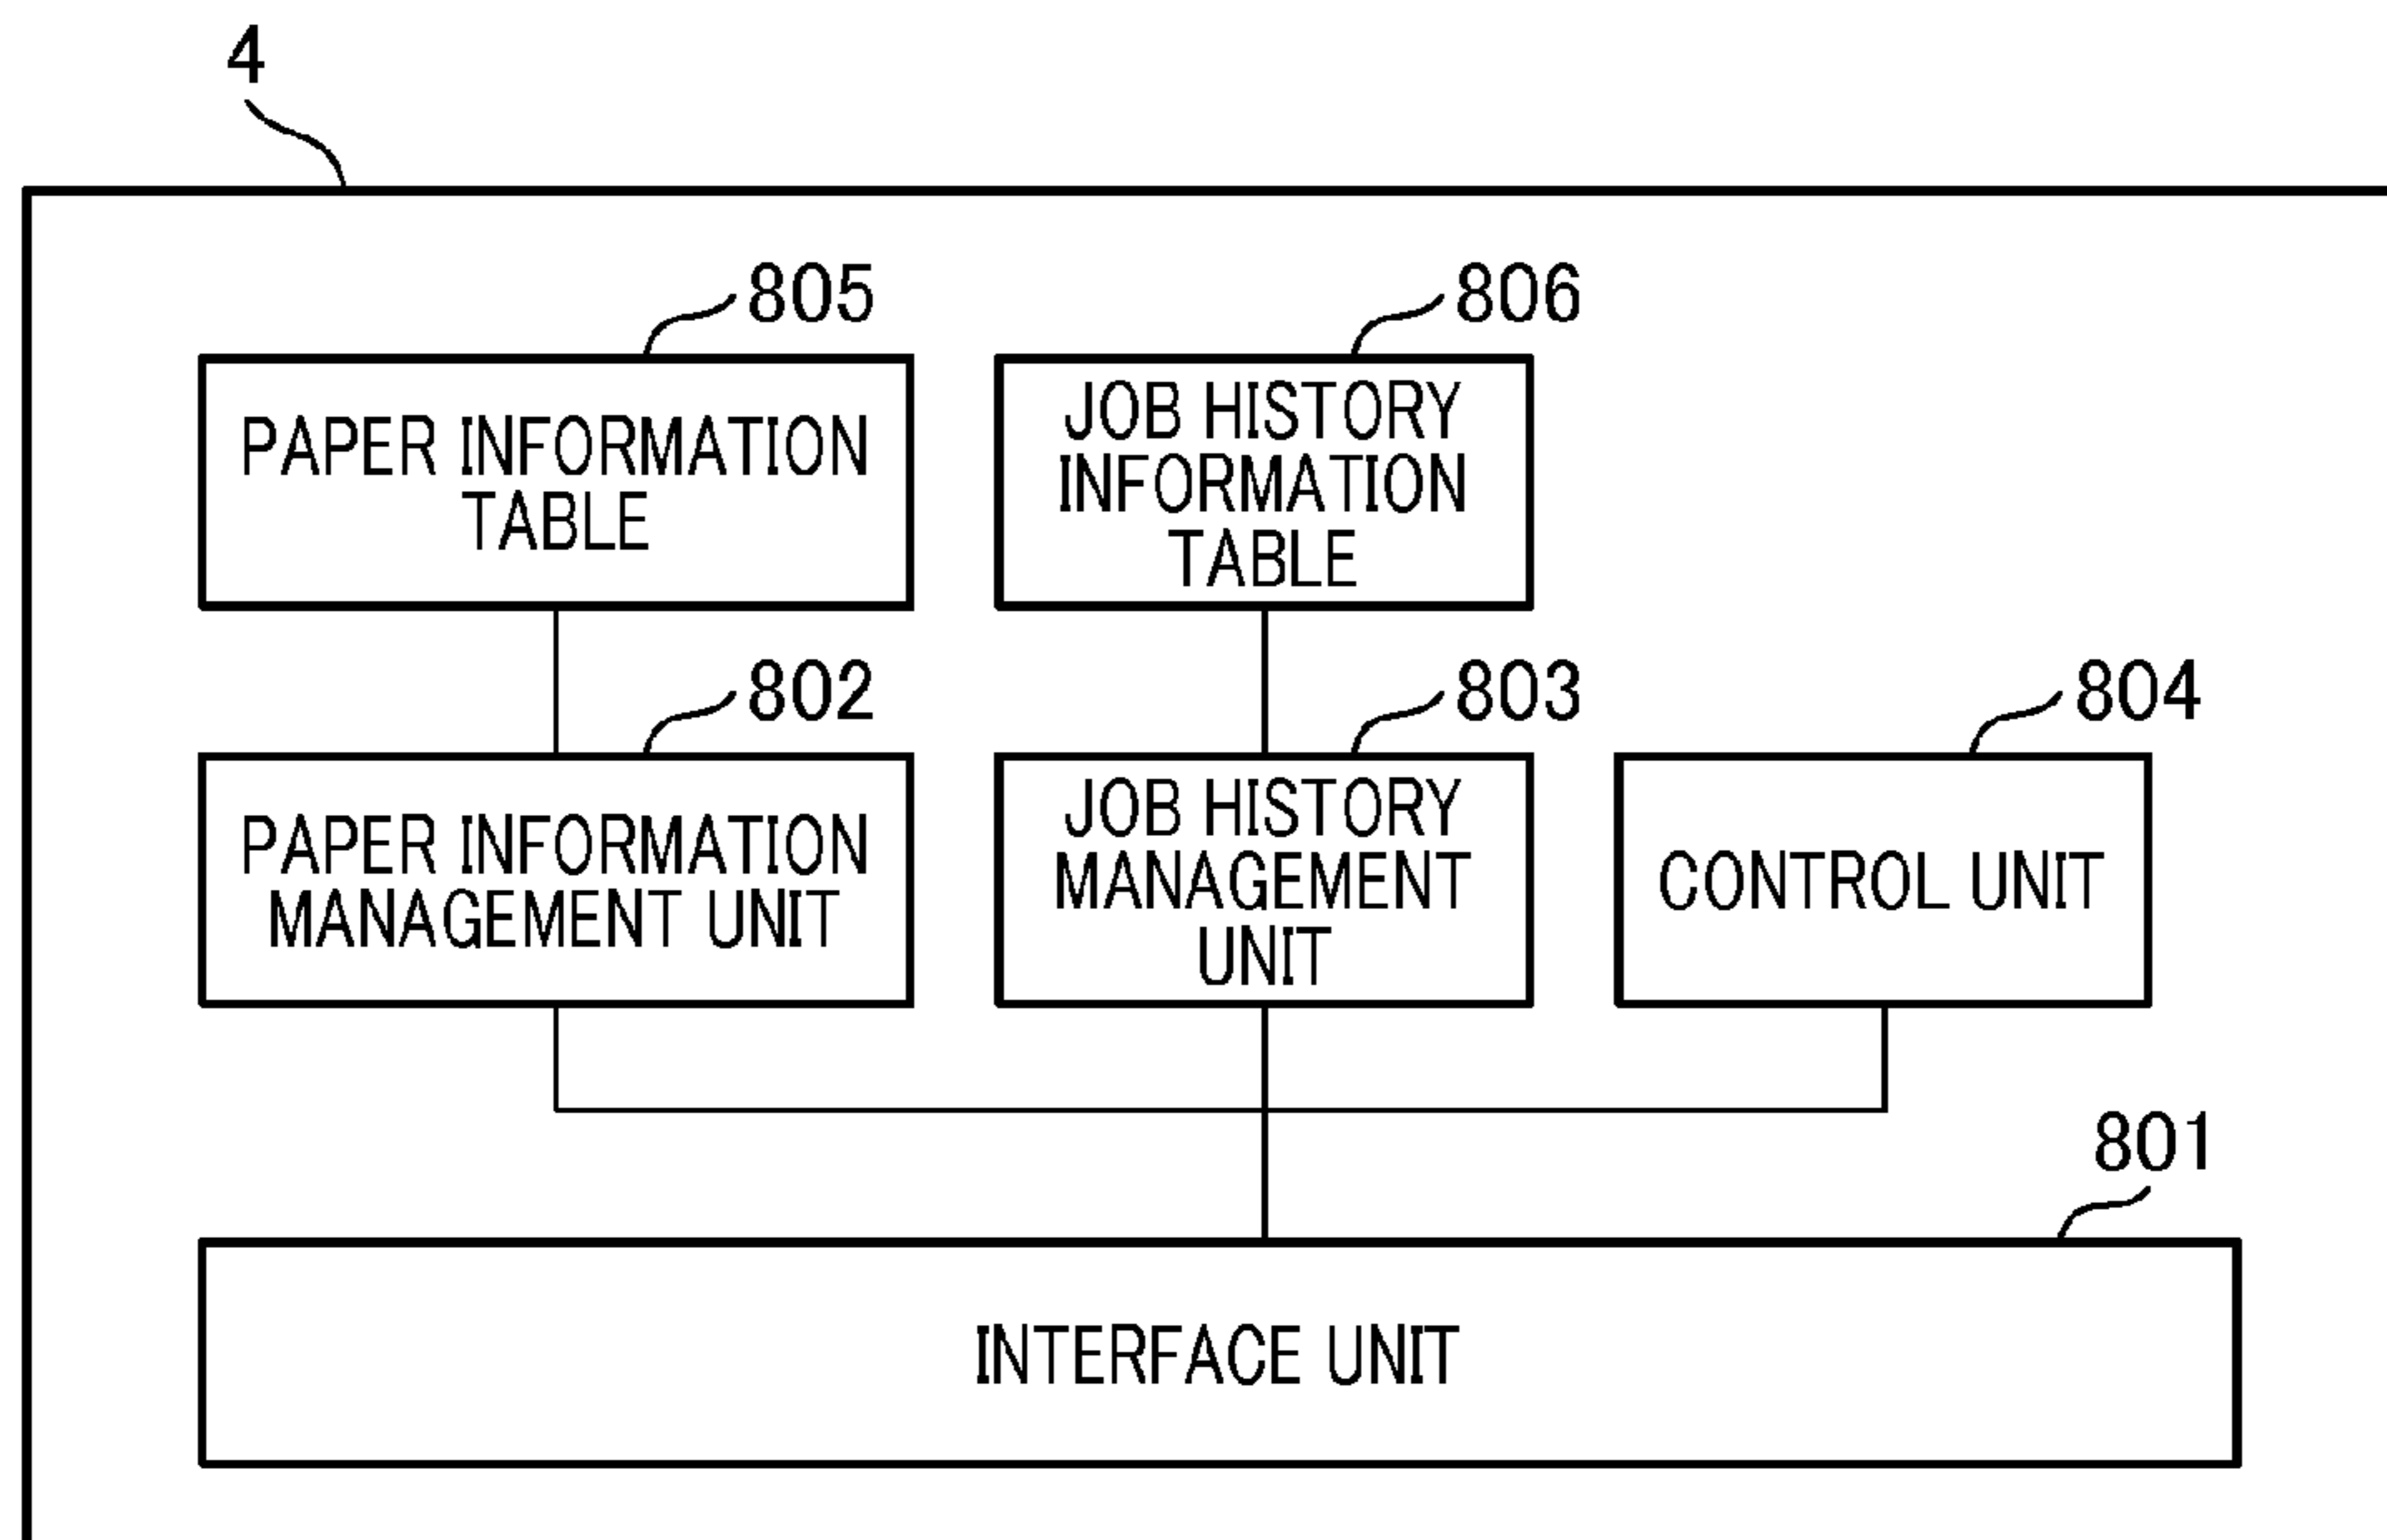 4
805
806
PAPER INFORMATION
TABLE
JOB HISTORY
INFORMATION
TABLE
802
803
804
PAPER INFORMATION
MANAGEMENT UNIT
JOB HISTORY
MANAGEMENT
UNIT
CONTROL UNIT
801
INTERFACE UNIT